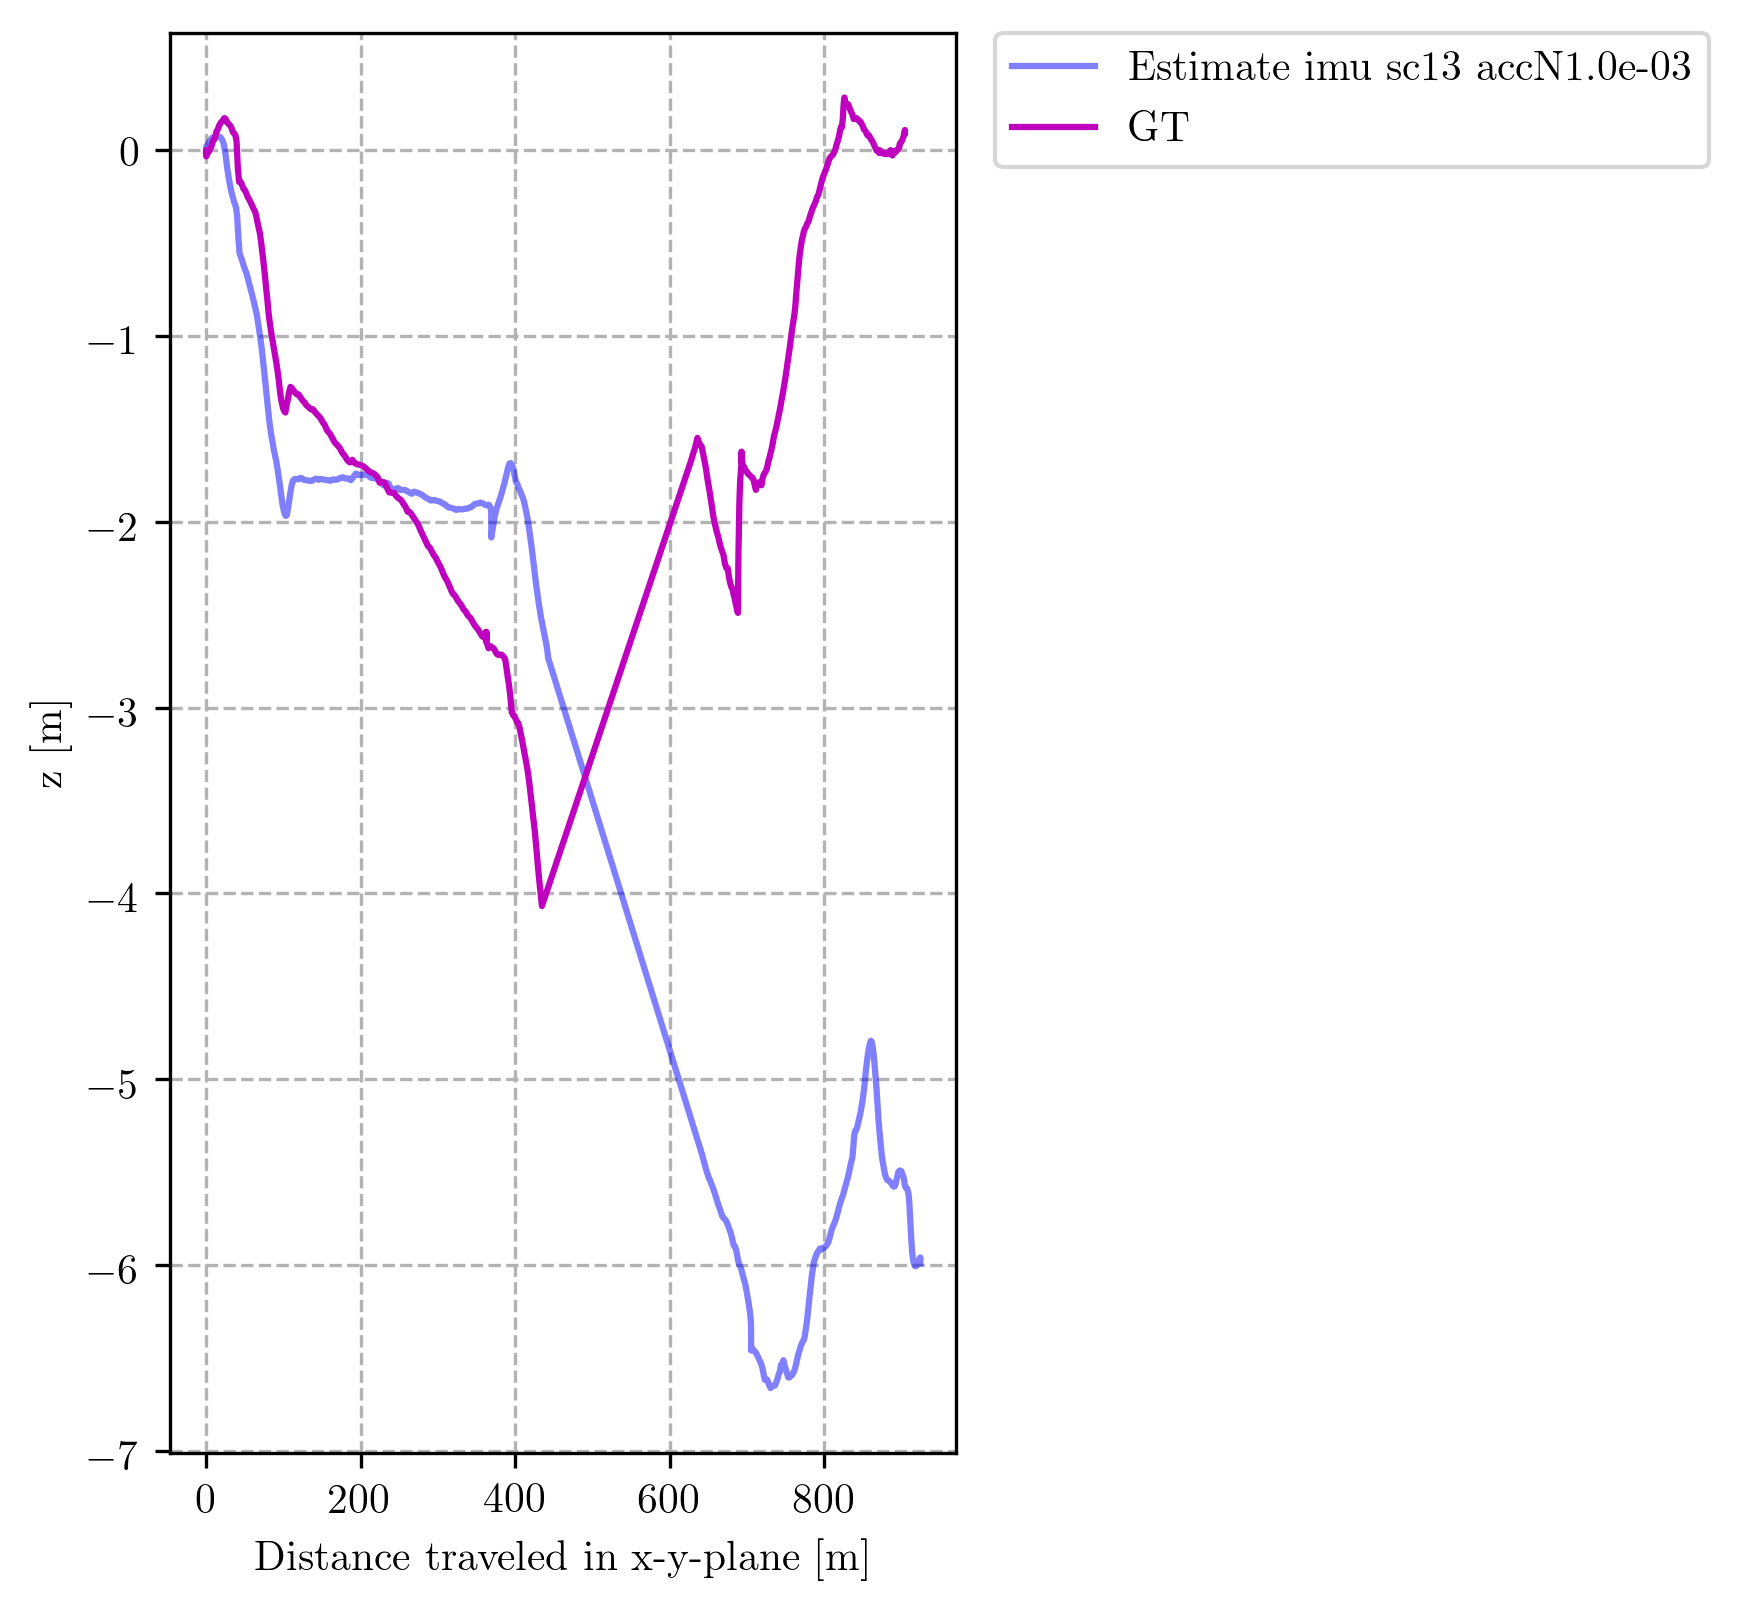 Estimate imu sc13 accN1.0e-03
GT
0
−1
−2
−3
−4
−5
−6
−7
z [m]
0 200 400 600 800
Distance traveled in x-y-plane [m]